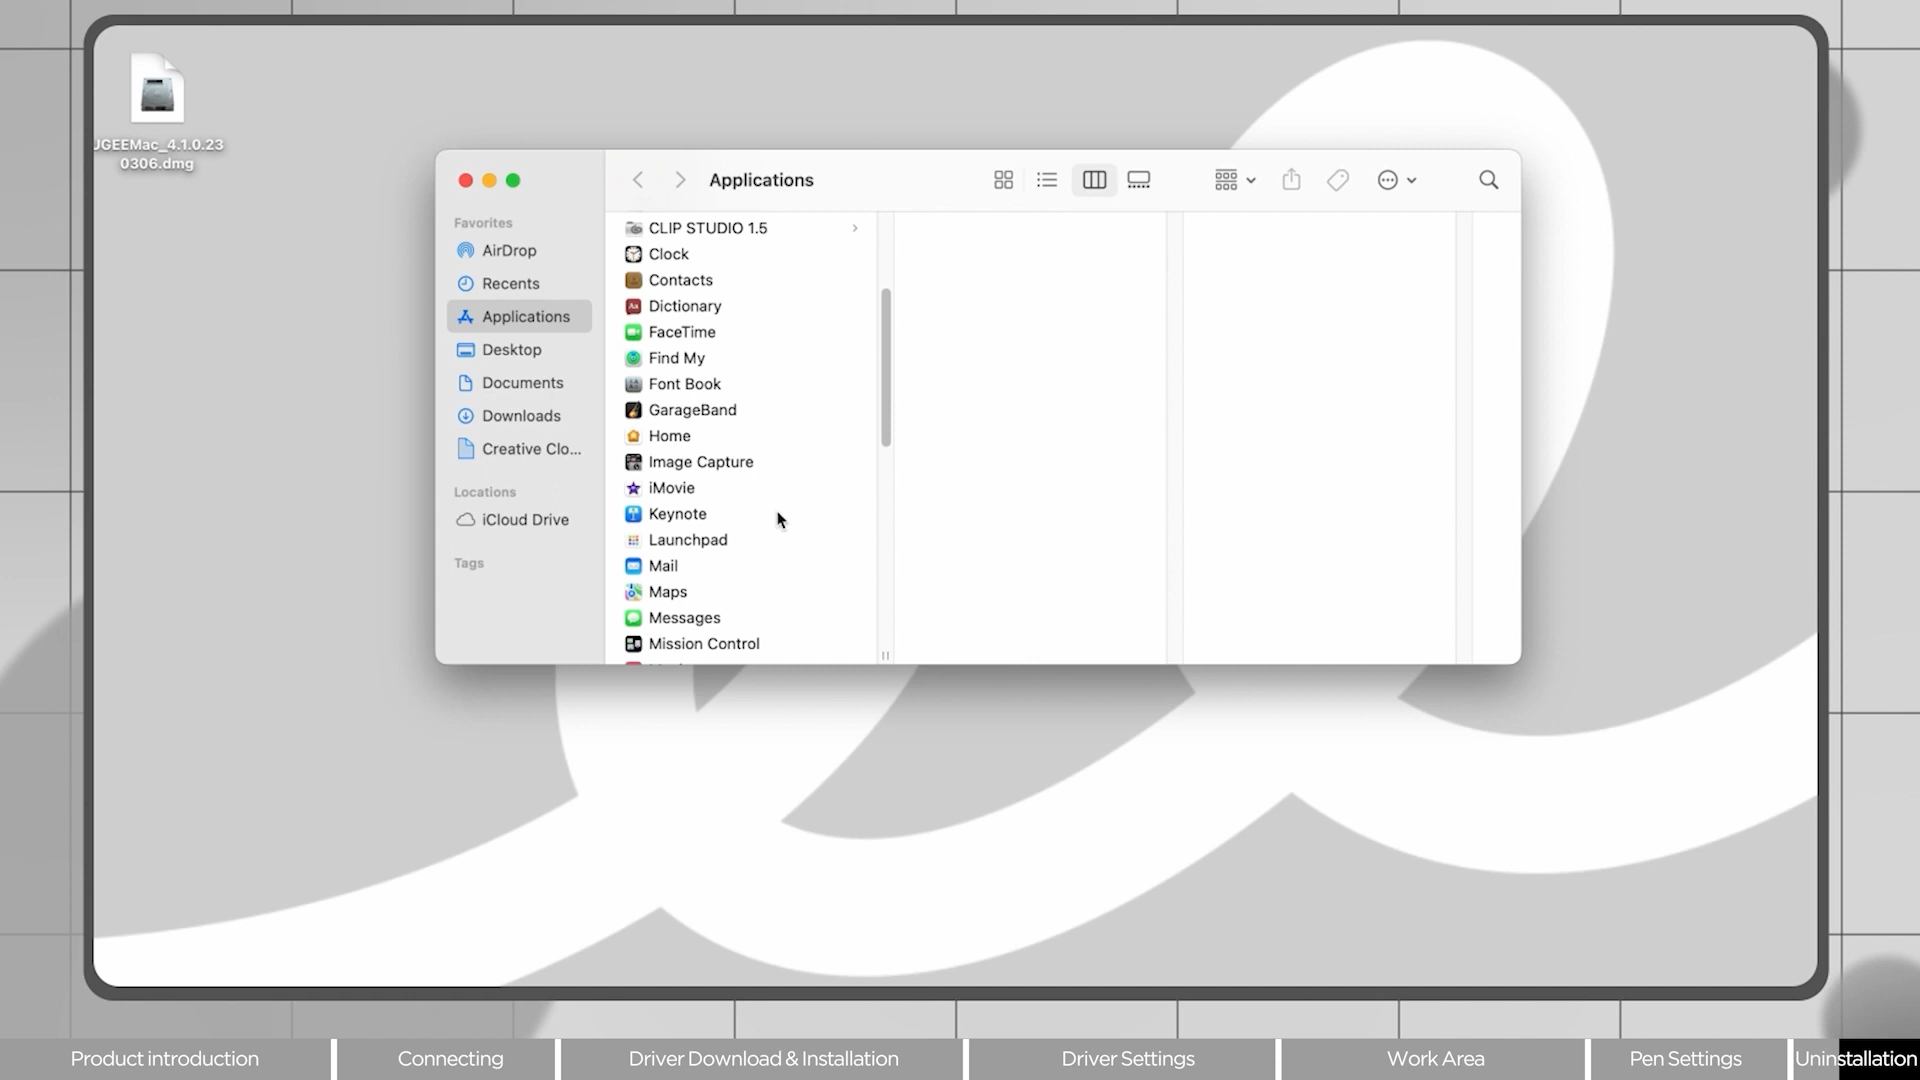 UGEEMac_4.1.0.23
0306.dmg
Applications
Favorites
AirDrop
Recents
Applications
Desktop
Documents
Downloads
Creative Clo...
Locations
iCloud Drive
Tags
CLIP STUDIO 1.5
Clock
Contacts
Dictionary
FaceTime
Find My
Font Book
GarageBand
Home
Image Capture
iMovie
Keynote
Launchpad
Mail
Maps
Messages
Mission Control
Product introduction
Connecting
Driver Download & Installation
Driver Settings
Work Area
Pen Settings
Uninstallation